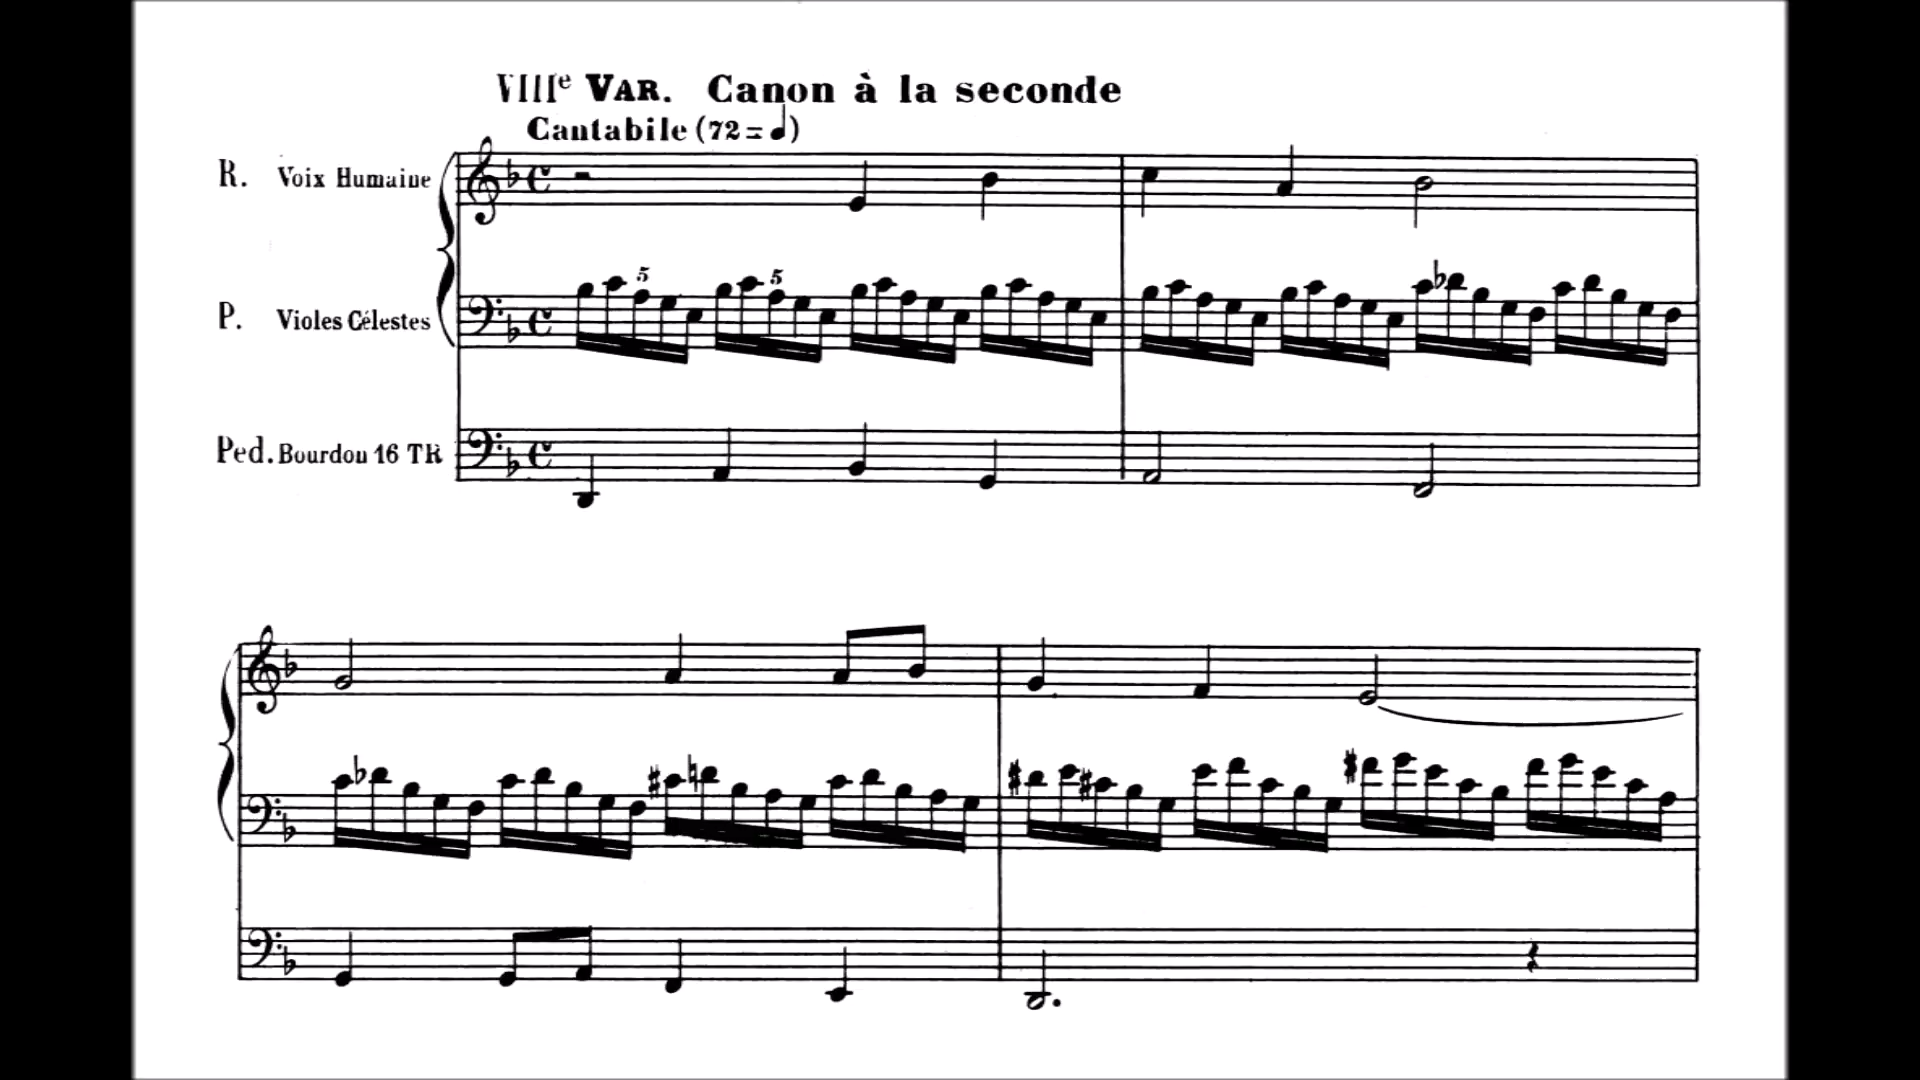 VIIIe VAR. Canon à la seconde
Cantabile (72 = ♩)
R. Voix Humaine
5 5
P. Violes Célestes
Ped. Bourdon 16 TR